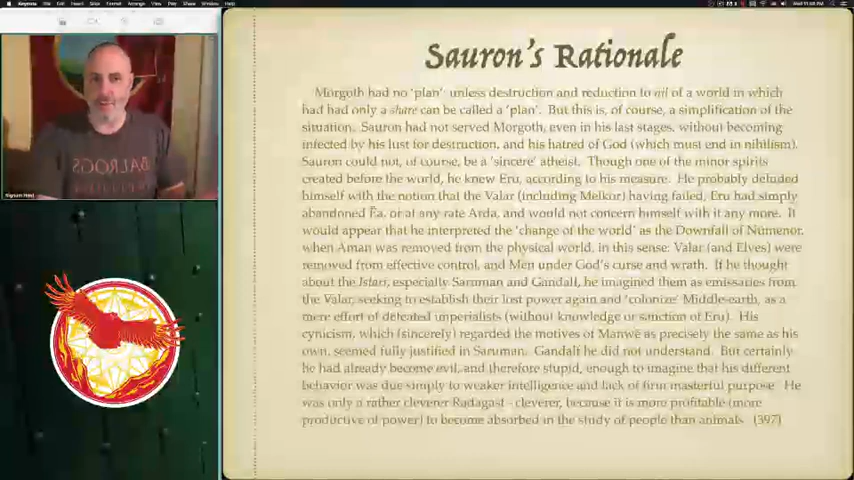 Sauron's Rationale
Morgoth had no 'plan' unless destruction and reduction to nil of a world in which
had had only a share can be called a 'plan'. But this is, of course, a simplification of the
situation. Sauron had not served Morgoth, even in his last stages, without becoming
infected by his lust for destruction, and his hatred of God (which must end in nihilism).
Sauron could not, of course, be a 'sincere' atheist. Though one of the minor spirits
created before the world, he knew Eru, according to his measure. He probably deluded
himself with the notion that the Valar (including Melkor) having failed, Eru had simply
abandoned Ëa, or at any rate Arda, and would not concern himself with it any more. It
would appear that he interpreted the 'change of the world' as the Downfall of Númenor,
when Aman was removed from the physical world, in this sense: Valar (and Elves) were
removed from effective control, and Men under God's curse and wrath. If he thought
about the Istari, especially Saruman and Gandalf, he imagined them as emissaries from
the Valar, seeking to establish their lost power again and 'colonize' Middle-earth, as a
mere effort of defeated imperialists (without knowledge or sanction of Eru). His
cynicism, which (sincerely) regarded the motives of Manwë as precisely the same as his
own, seemed fully justified in Saruman. Gandalf he did not understand. But certainly
he had already become evil, and therefore stupid, enough to imagine that his different
behavior was due simply to weaker intelligence and lack of firm masterful purpose. He
was only a rather cleverer Radagast - cleverer, because it is more profitable (more
productive of power) to become absorbed in the study of people than animals. (397)
BALROGS